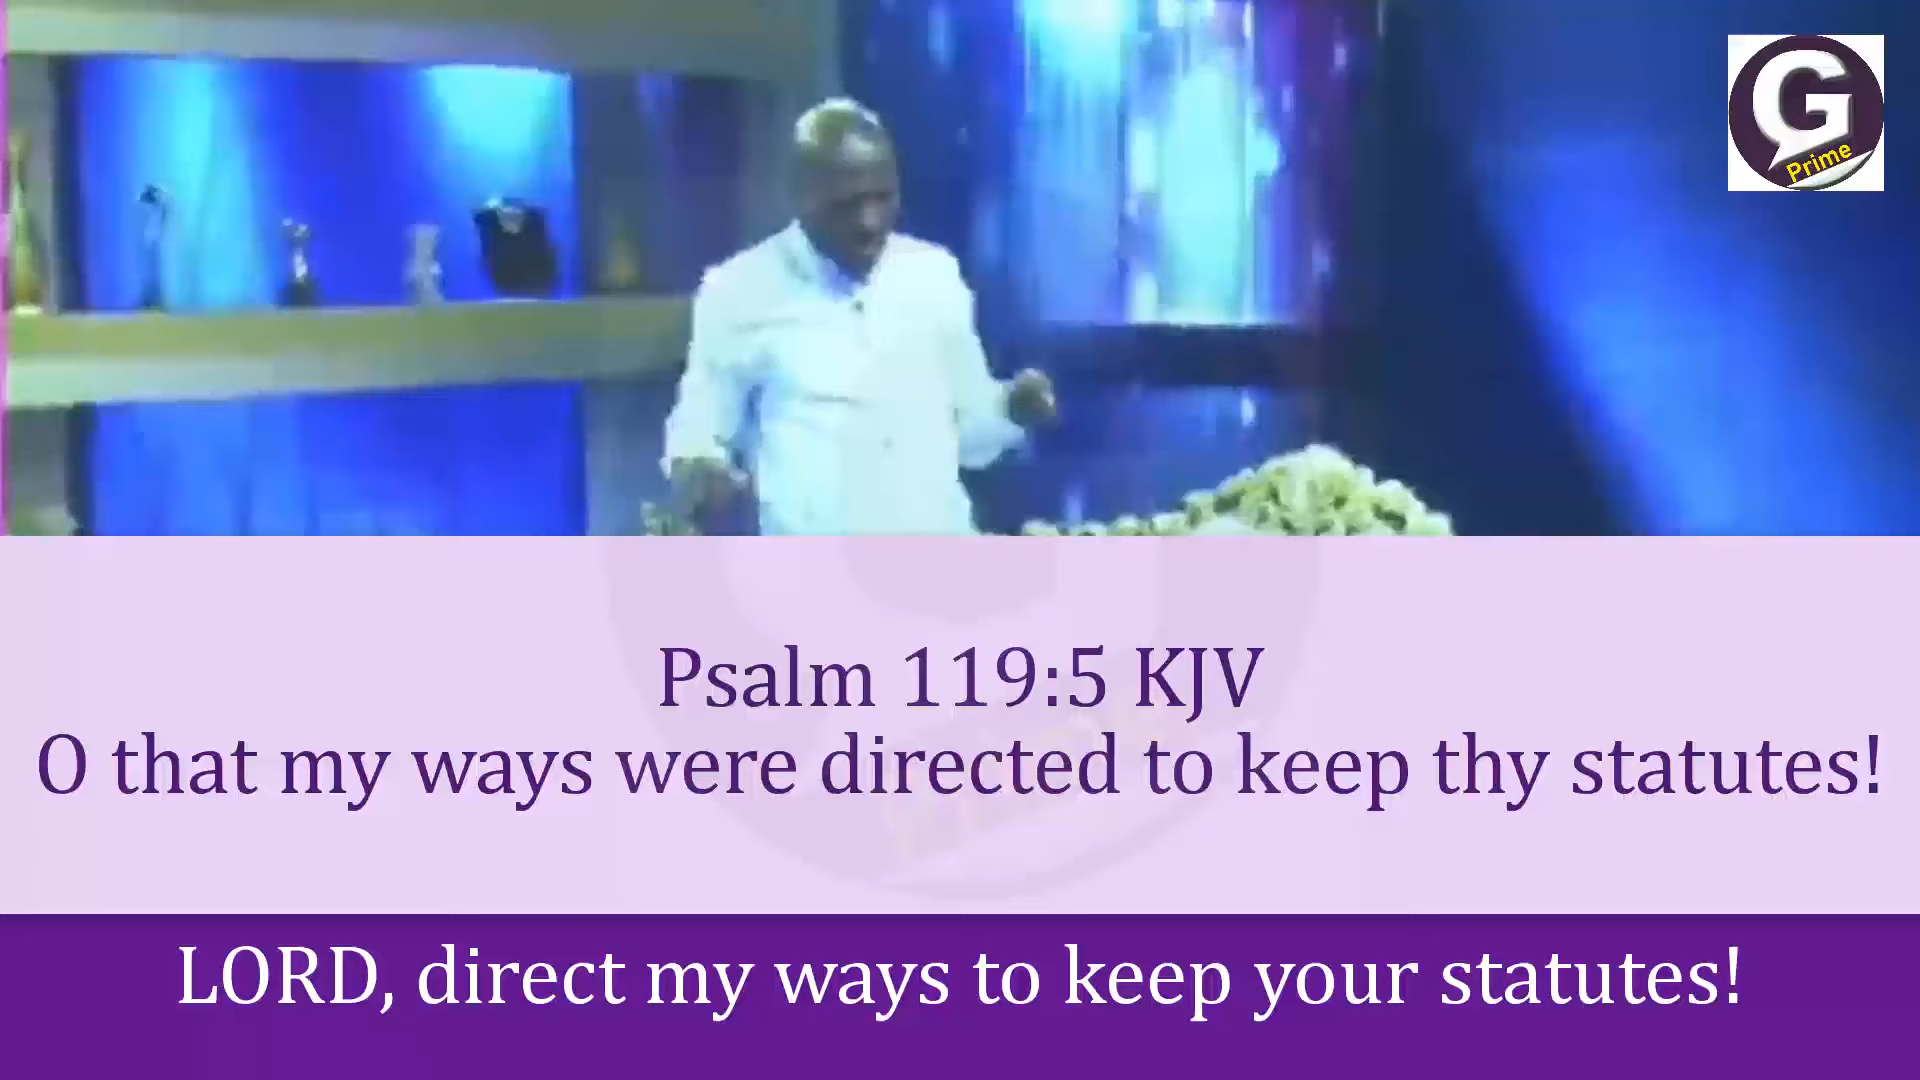 G
Prime
Psalm 119:5 KJV
O that my ways were directed to keep thy statutes!
LORD, direct my ways to keep your statutes!